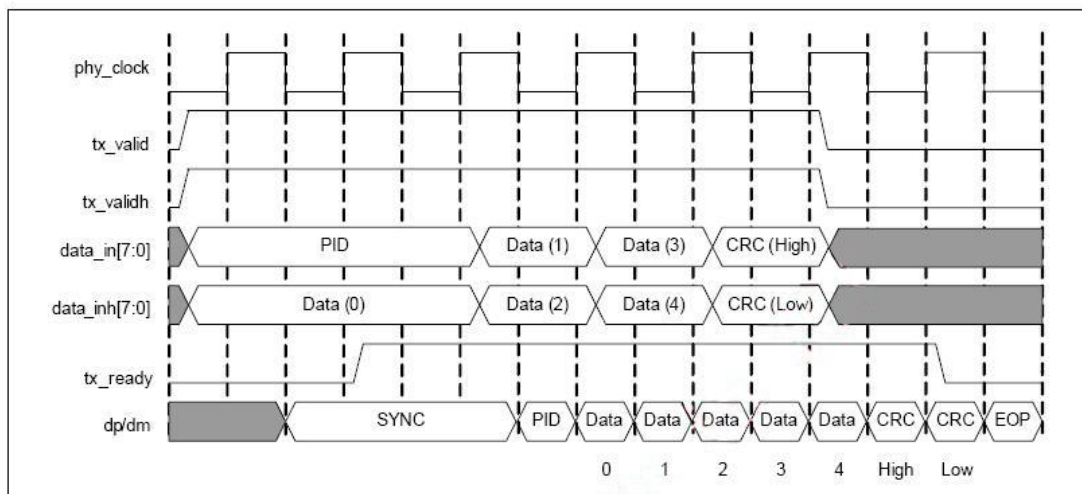 phy_clock
tx_valid
tx_validh
data_in[7:0] PID Data (1) Data (3) CRC (High)
data_inh[7:0] Data (0) Data (2) Data (4) CRC (Low)
tx_ready
dp/dm SYNC PID Data Data Data Data Data CRC CRC EOP
0 1 2 3 4 High Low